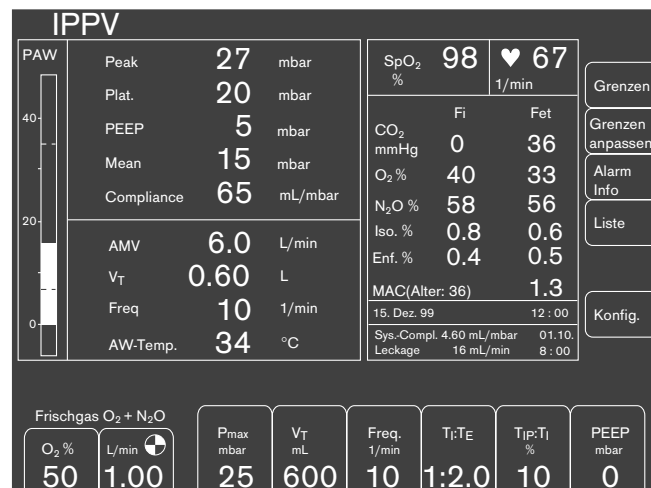 IPPV
PAW
40
20
0
Peak 27 mbar
Plat. 20 mbar
PEEP 5 mbar
Mean 15 mbar
Compliance 65 mL/mbar
AMV 6.0 L/min
VT 0.60 L
Freq 10 1/min
AW-Temp. 34 °C
SpO2 % 98
♥ 67 1/min
Fi Fet
CO2 mmHg 0 36
O2 % 40 33
N2O % 58 56
Iso. % 0.8 0.6
Enf. % 0.4 0.5
MAC(Alter: 36) 1.3
15. Dez. 99 12 : 00
Sys.-Compl. 4.60 mL/mbar 01.10.
Leckage 16 mL/min 8 : 00
Grenzen
Grenzen
anpassen
Alarm
Info
Liste
Konfig.
Frischgas O2 + N2O
O2 % 50
L/min 1.00
Pmax mbar 25
VT mL 600
Freq. 1/min 10
TI:TE 1:2.0
TIP:TI % 10
PEEP mbar 0